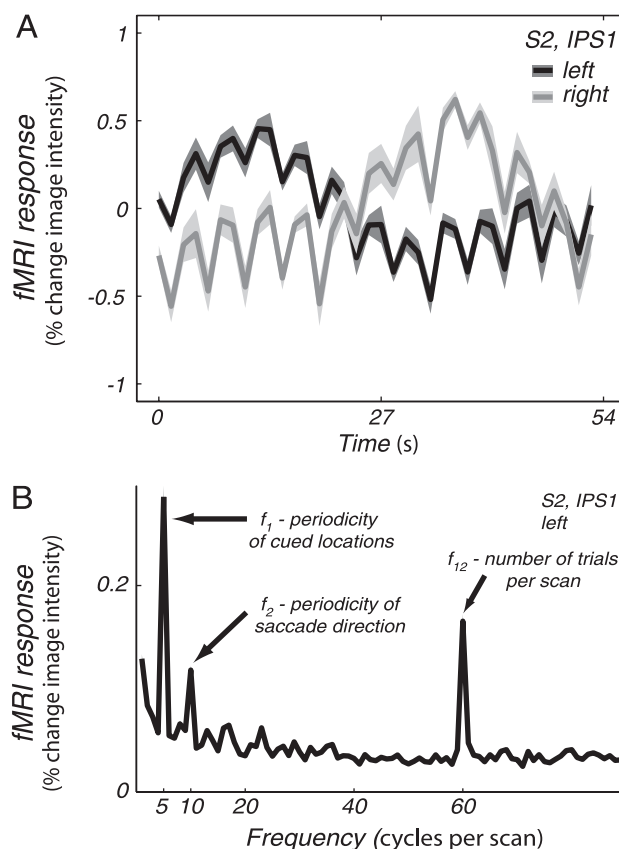 A
S2, IPS1
left
right
fMRI response
(% change image intensity)
1
0.5
0
-0.5
-1
0
27
54
Time (s)
B
S2, IPS1
left
f1 - periodicity
of cued locations
f12 - number of trials
per scan
f2 - periodicity of
saccade direction
fMRI response
(% change image intensity)
0.2
0
5
10
20
40
60
Frequency (cycles per scan)